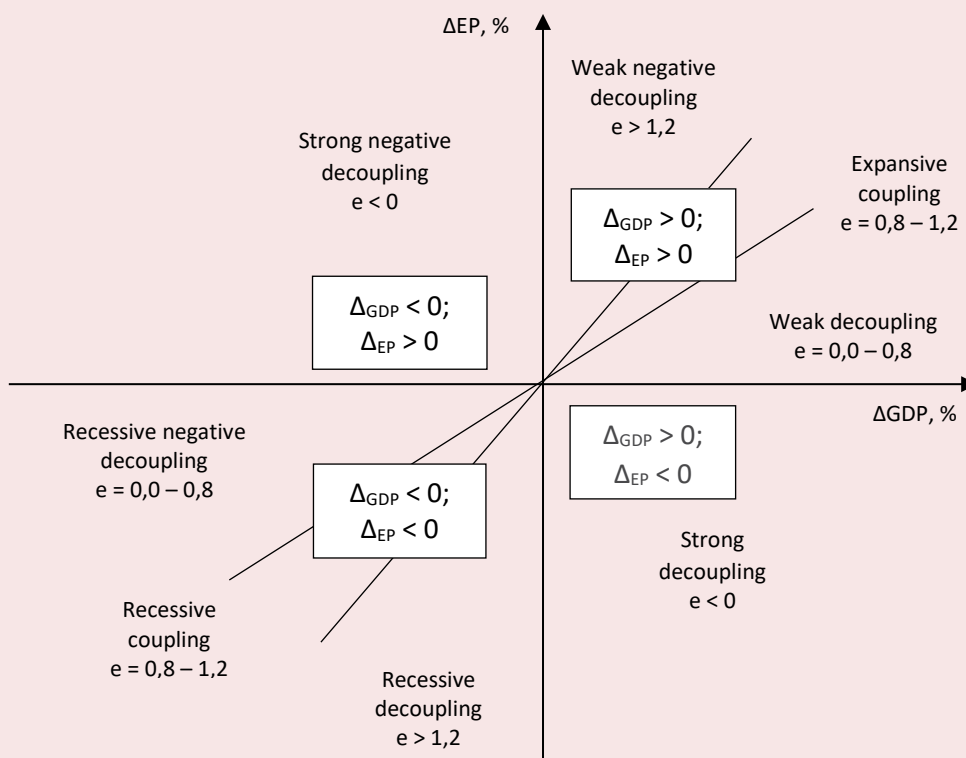 ΔEP, %
Weak negative
decoupling
e > 1,2
Strong negative
decoupling
e < 0
Expansive
coupling
e = 0,8 – 1,2
ΔGDP > 0;
ΔEP > 0
ΔGDP < 0;
ΔEP > 0
Weak decoupling
e = 0,0 – 0,8
ΔGDP, %
Recessive negative
decoupling
e = 0,0 – 0,8
ΔGDP > 0;
ΔEP < 0
ΔGDP < 0;
ΔEP < 0
Strong
decoupling
e < 0
Recessive
coupling
e = 0,8 – 1,2
Recessive
decoupling
e > 1,2